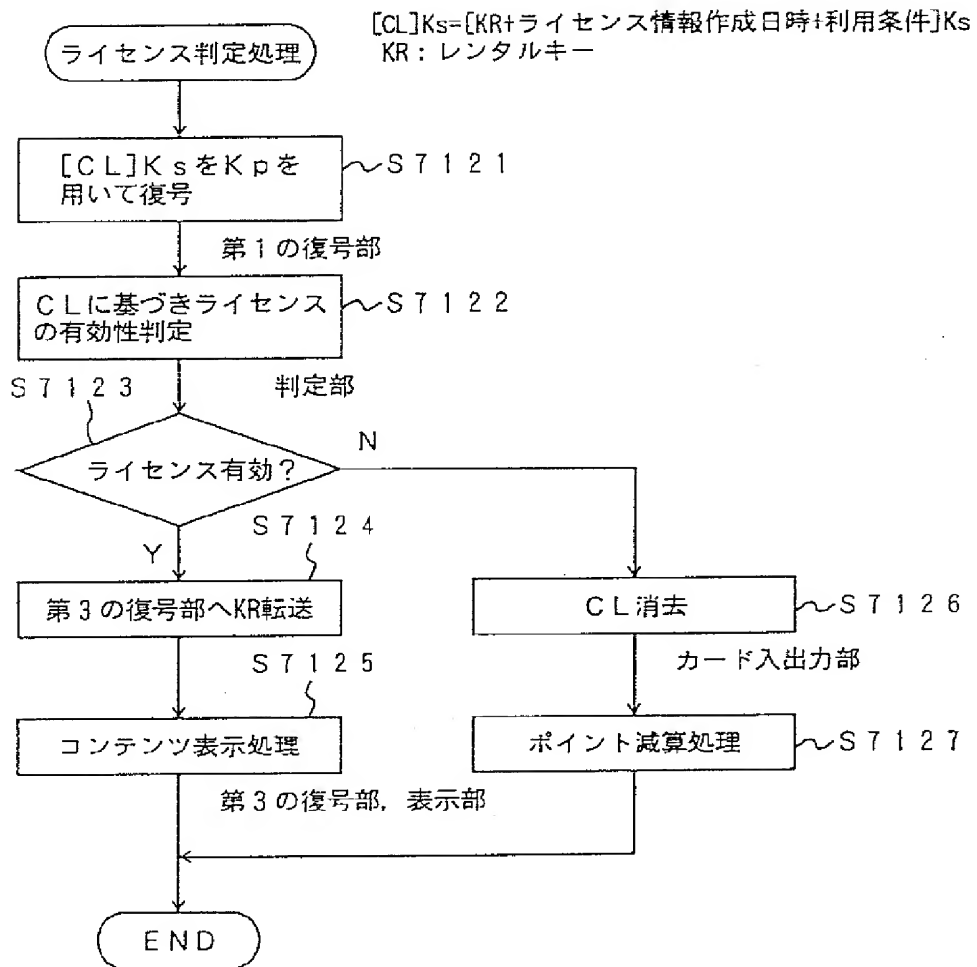 [CL]Ks=[KR+ライセンス情報作成日時+利用条件]Ks
KR:レンタルキー
ライセンス判定処理
[CL]KsをKpを
用いて復号
S7121
第1の復号部
CLに基づきライセンス
の有効性判定
S7122
S7123
判定部
ライセンス有効?
N
Y
S7124
第3の復号部へKR転送
CL消去
S7126
S7125
カード入出力部
コンテンツ表示処理
ポイント減算処理
S7127
第3の復号部,表示部
END